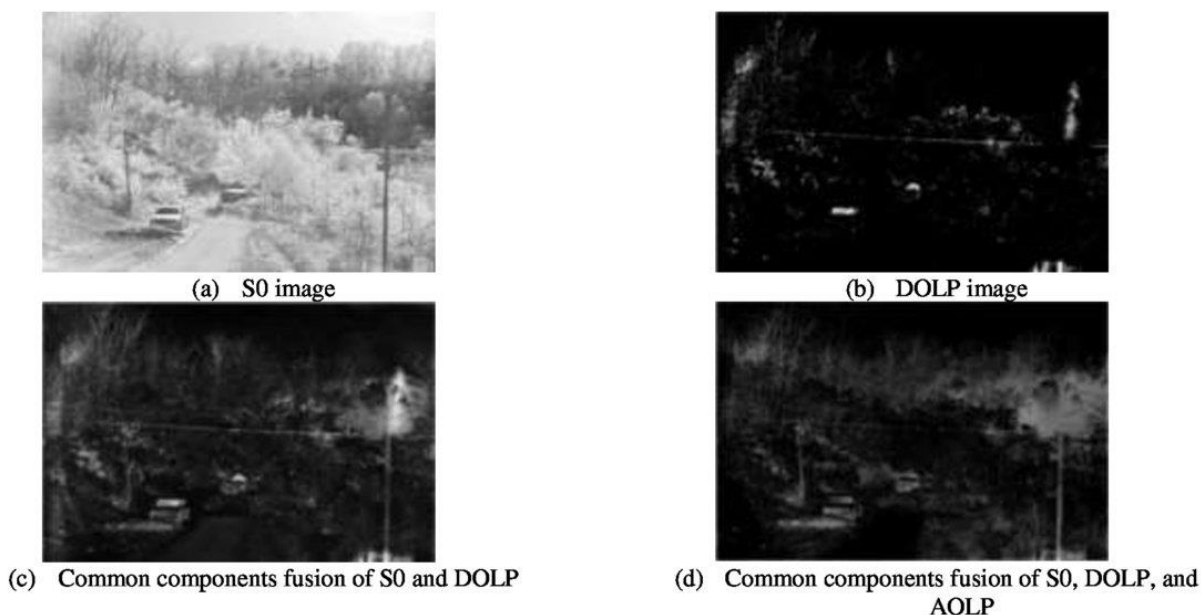 (a) S0 image
(b) DOLP image
(c) Common components fusion of S0 and DOLP
(d) Common components fusion of S0, DOLP, and
AOLP